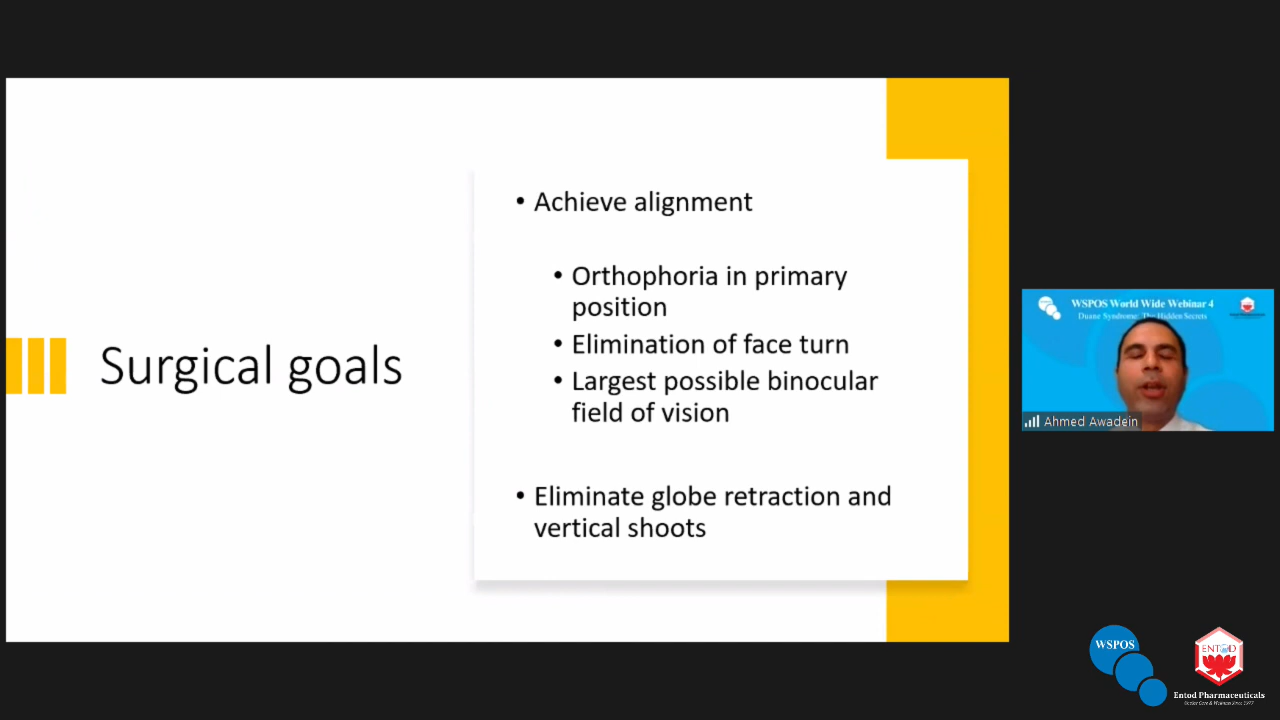 Surgical goals
• Achieve alignment
• Orthophoria in primary
position
• Elimination of face turn
• Largest possible binocular
field of vision
• Eliminate globe retraction and
vertical shoots
WSPOS World Wide Webinar 4
Duane Syndrome: The Hidden Secrets
Ahmed Awadein
WSPOS
ENTOD
Entod Pharmaceuticals